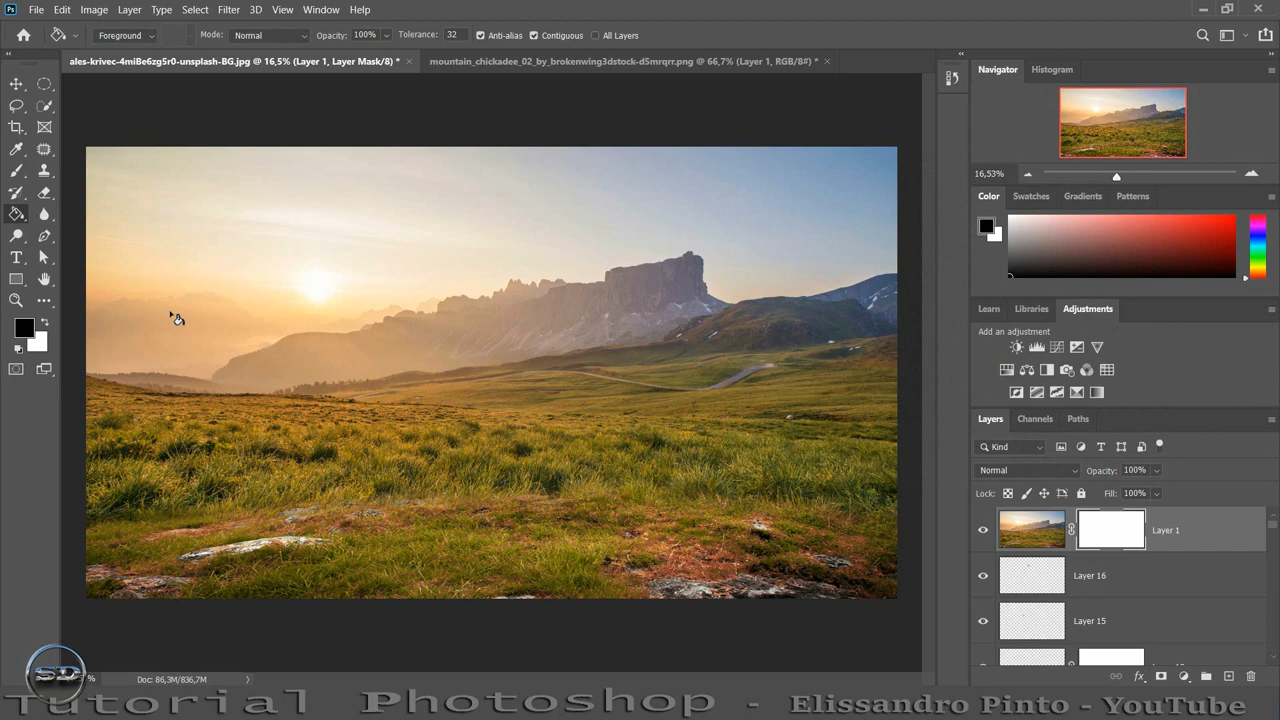 Ps File Edit Image Layer Type Select Filter 3D View Window Help
Foreground Mode: Normal Opacity: 100% Tolerance: 32 Anti-alias Contiguous All Layers
ales-krivec-4miBe6zg5r0-unsplash-BG.jpg @ 16,5% (Layer 1, Layer Mask/8) * mountain_chickadee_02_by_brokenwing3dstock-d5mrqrr.png @ 66,7% (Layer 1, RGB/8#) *
Navigator Histogram
16,53%
Color Swatches Gradients Patterns
Learn Libraries Adjustments
Add an adjustment
Layers Channels Paths
Kind
Normal Opacity: 100%
Lock: Fill: 100%
Layer 1
Layer 16
Layer 15
SD % Doc: 86,3M/836,7M
Tutorial Photoshop - Elissandro Pinto - YouTube